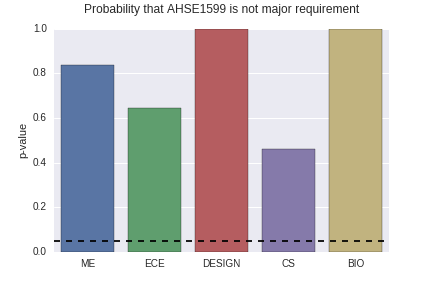 Probability that AHSE1599 is not major requirement
1.0
0.8
0.6
0.4
0.2
0.0
p-value
ME ECE DESIGN CS BIO